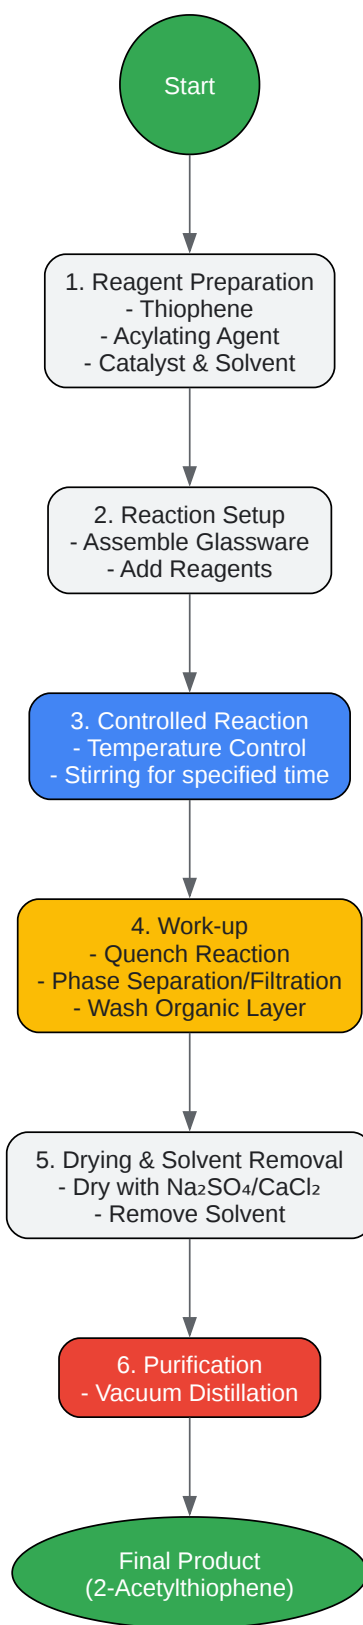 Start
1. Reagent Preparation
- Thiophene
- Acylating Agent
- Catalyst & Solvent
2. Reaction Setup
- Assemble Glassware
- Add Reagents
3. Controlled Reaction
- Temperature Control
- Stirring for specified time
4. Work-up
- Quench Reaction
- Phase Separation/Filtration
- Wash Organic Layer
5. Drying & Solvent Removal
- Dry with Na₂SO₄/CaCl₂
- Remove Solvent
6. Purification
- Vacuum Distillation
Final Product
(2-Acetylthiophene)